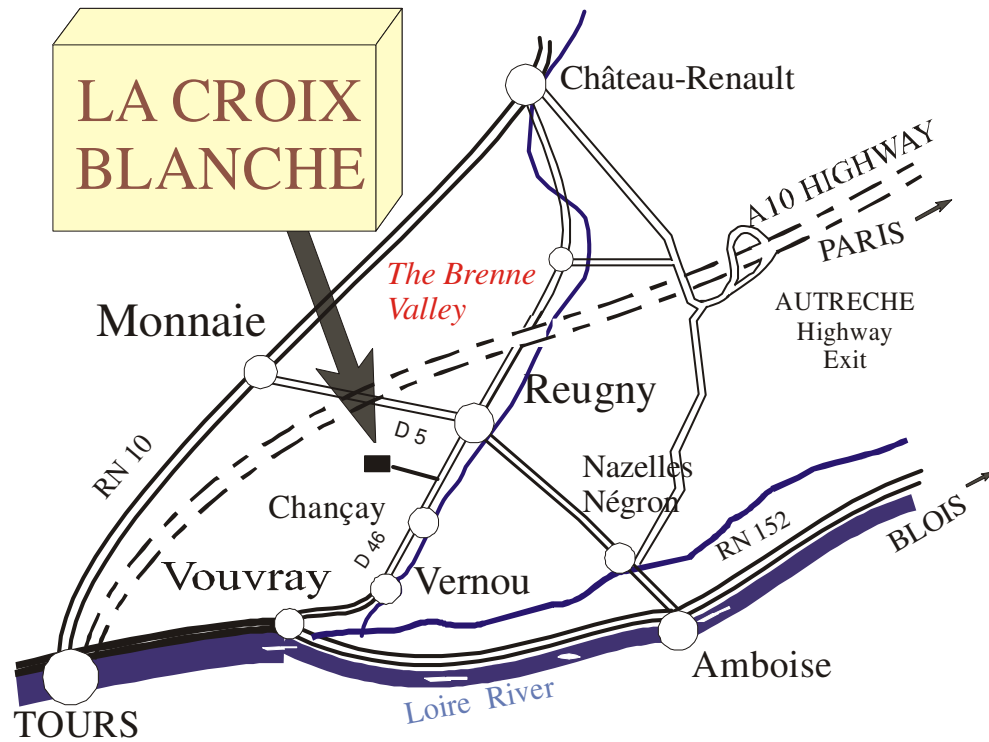 LA CROIX
BLANCHE
Château-Renault
A10 HIGHWAY
PARIS
The Brenne
Valley
AUTRECHE
Highway
Exit
Monnaie
Reugny
D 5
RN 10
Nazelles
Négron
Chançay
D 46
RN 152
BLOIS
Vouvray
Vernou
Amboise
Loire River
TOURS